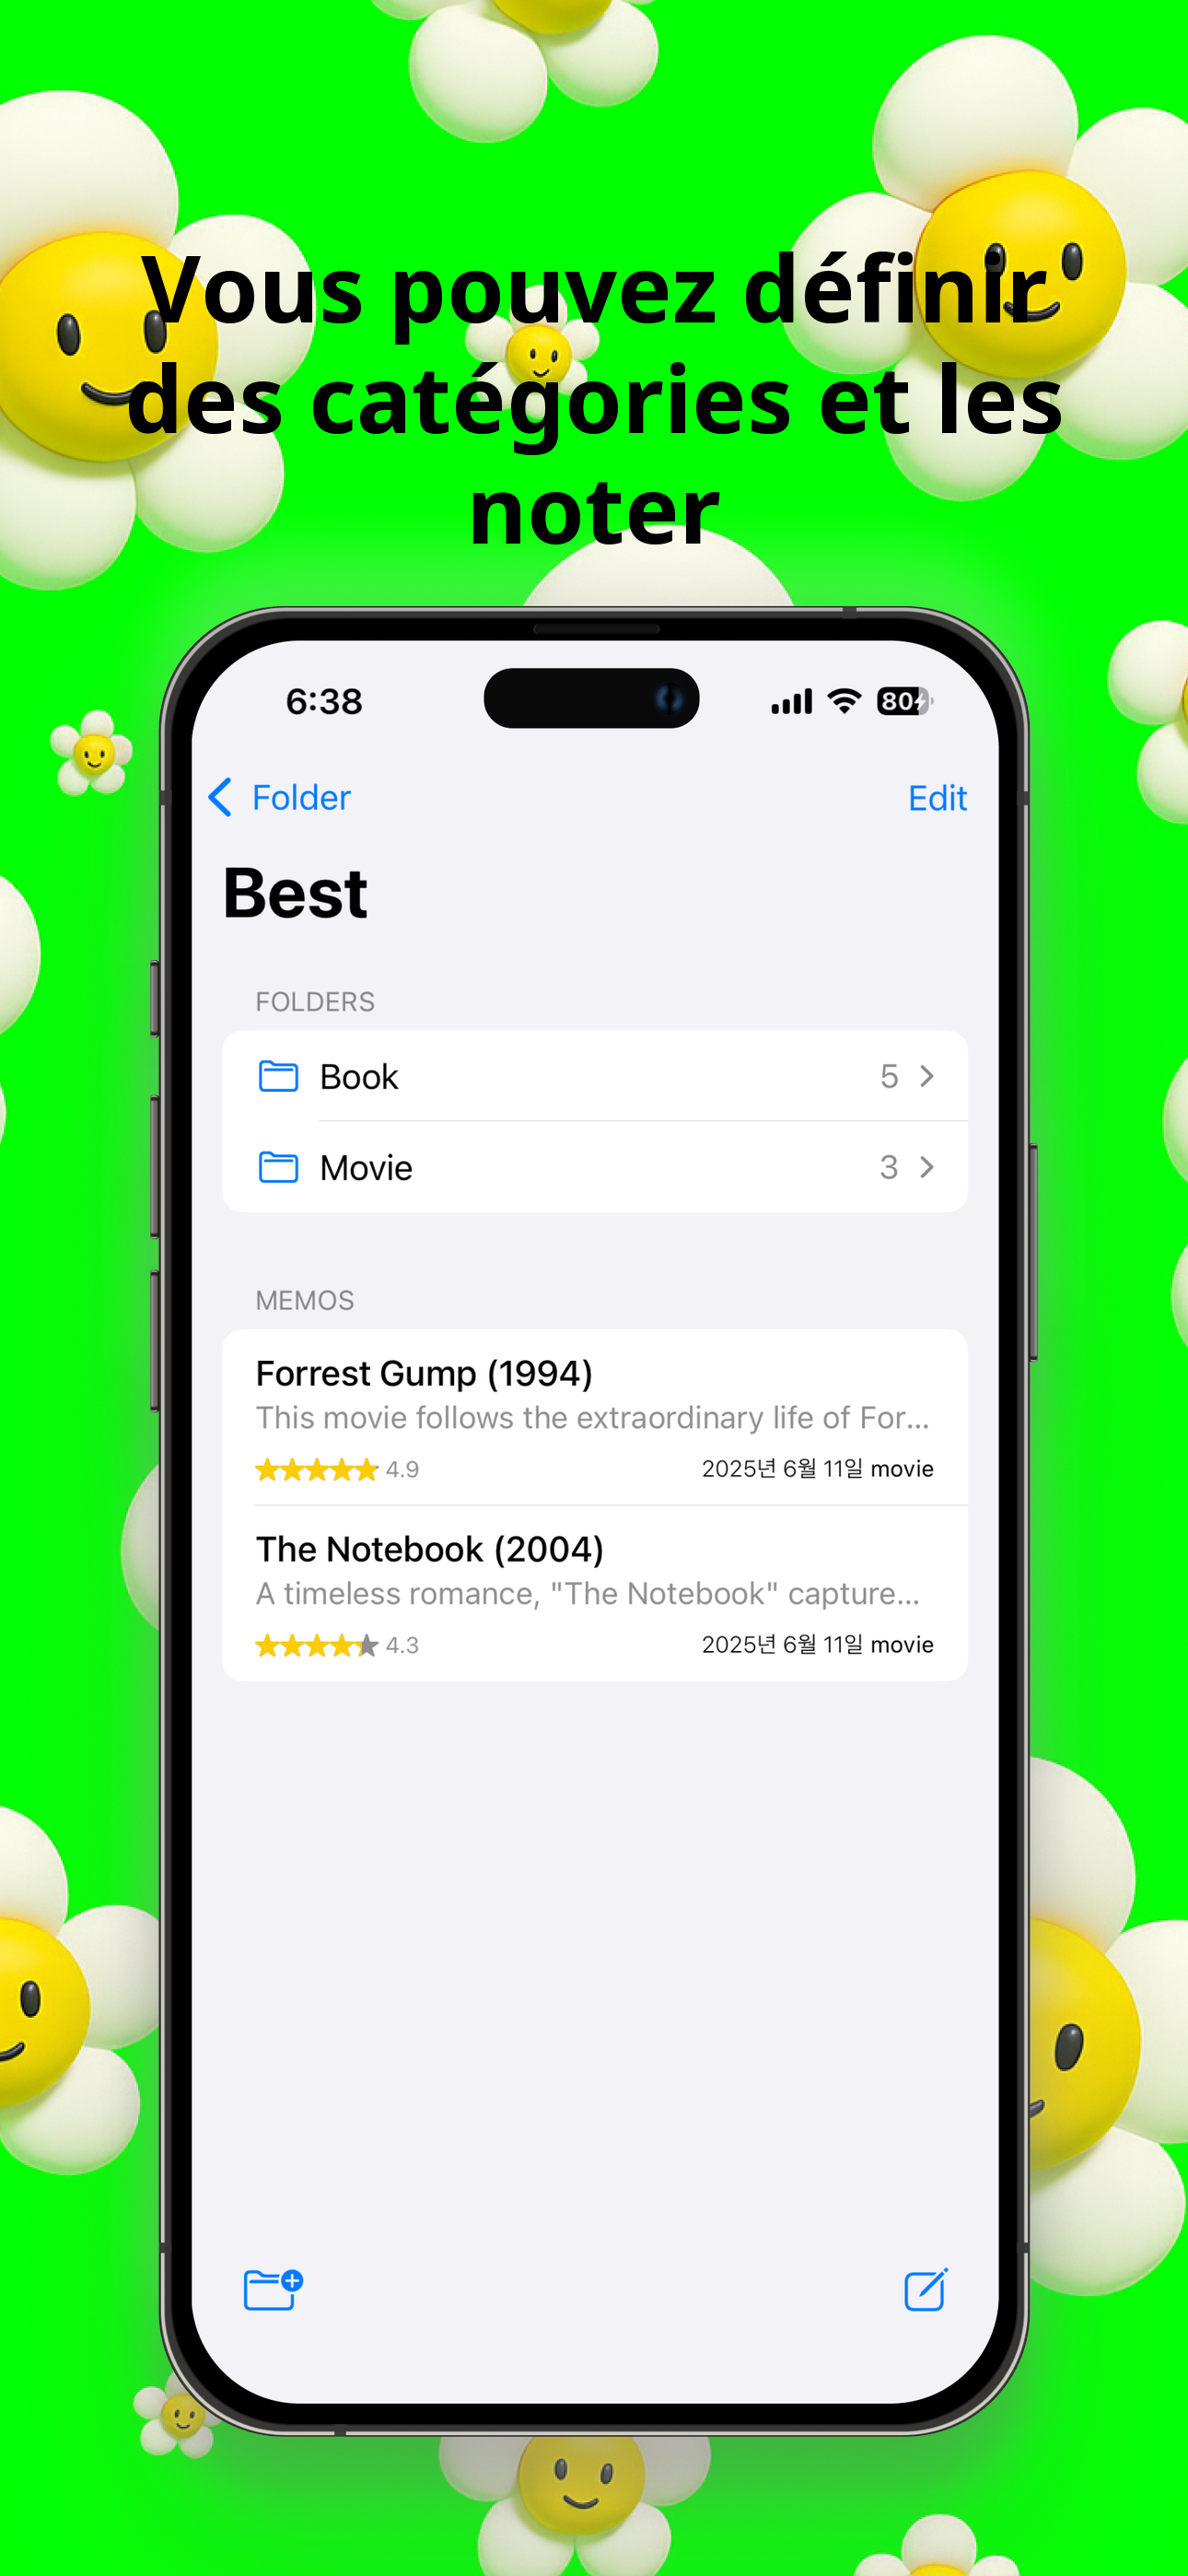 Vous pouvez définir
des catégories et les
noter
6:38
80
Folder
Edit
Best
FOLDERS
Book 5
Movie 3
MEMOS
Forrest Gump (1994)
This movie follows the extraordinary life of For...
4.9 2025년 6월 11일 movie
The Notebook (2004)
A timeless romance, "The Notebook" capture...
4.3 2025년 6월 11일 movie